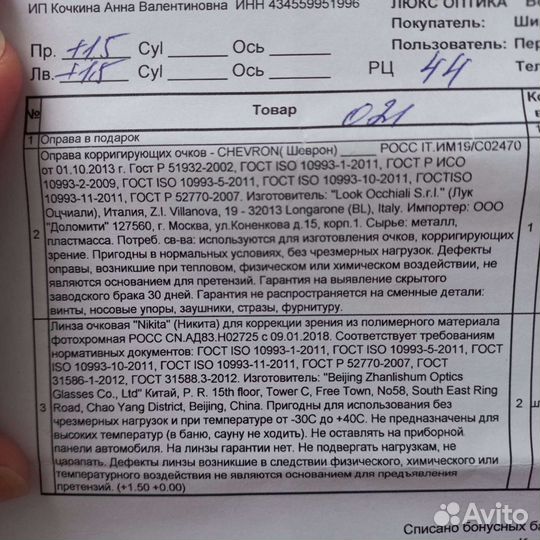 ИП Кочкина Анна Валентиновна ИНН 434559951996 ЛЮКС ОПТИКА
Покупатель: Ши
Пр. +1,5 Cyl ______ Ось ____ Пользователь: Пер
Лв. +1,5 Cyl ______ Ось ____ РЦ 44 Тел
№ Товар 021
1 Оправа в подарок
Оправа корригирующих очков - CHEVRON( Шеврон) _____ РОСС IT.ИМ19/С02470
от 01.10.2013 г. Гост Р 51932-2002, ГОСТ ISO 10993-1-2011, ГОСТ Р ИСО
10993-2-2009, ГОСТ ISO 10993-5-2011, ГОСТ ISO 10993-10-2011, ГОСТISO
10993-11-2011, ГОСТ Р 52770-2007. Изготовитель: "Look Occhiali S.r.l." (Лук
Оцчиали), Италия, Z.I. Villanova, 19 - 32013 Longarone (BL), Italy. Импортер: ООО
"Доломити" 127560, г. Москва, ул.Коненкова д.15, корп.1. Сырье: металл,
2 пластмасса. Потреб. св-ва: используются для изготовления очков, корригирующих 1
зрение. Пригодны в нормальных условиях, без чрезмерных нагрузок. Дефекты
оправы, возникшие при тепловом, физическом или химическом воздействии, не
являются основанием для претензий. Гарантия на выявление скрытого
заводского брака 30 дней. Гарантия не распространяется на сменные детали:
винты, носовые упоры, заушники, стразы, фурнитуру.
Линза очковая "Nikita" (Никита) для коррекции зрения из полимерного материала
фотохромная РОСС CN.АД83.Н02725 с 09.01.2018. Соответствует требованиям
нормативных документов: ГОСТ ISO 10993-1-2011, ГОСТ ISO 10993-5-2011,
ГОСТ ISO 10993-10-2011, ГОСТ ISO 10993-11-2011, ГОСТ Р 52770-2007, ГОСТ
31586-1-2012, ГОСТ 31588.3-2012. Изготовитель: "Beijing Zhanlishum Optics
Glasses Co., Ltd" Китай, P. R. 15th floor, Tower C, Free Town, No58, South East Ring
3 Road, Chao Yang District, Beijing, China. Пригодны для использования без 2
чрезмерных нагрузок и при температуре от -30С до +40С. Не предназначены для
высоких температур (в баню, сауну не ходить). Не оставлять на приборной
панели автомобиля. На линзы гарантии нет. Не подвергать нагрузкам, не
царапать. Дефекты линзы возникшие в следствии физического, химического или
температурного воздействия не являются основанием для предъявления
претензий. (+1.50 +0.00)
Списано бонусных ба
Avito